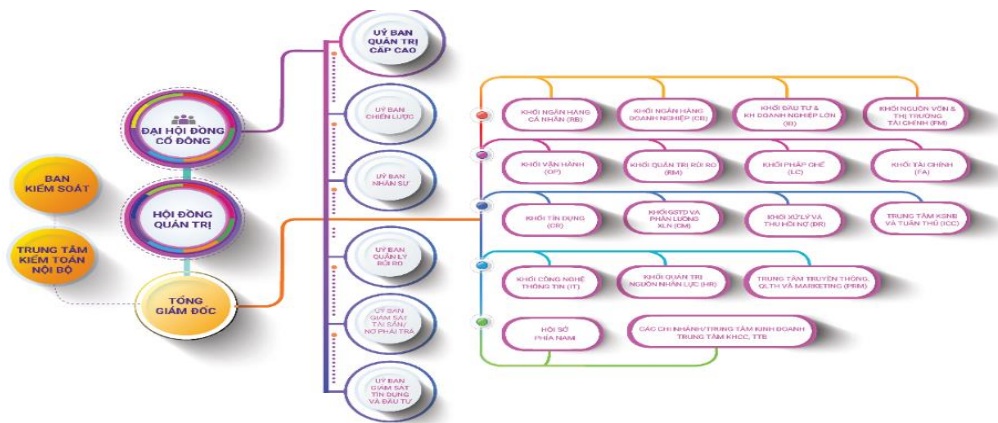 UỶ BAN
QUẢN TRỊ
CẤP CAO
ĐẠI HỘI ĐỒNG
CỔ ĐÔNG
BAN
KIỂM SOÁT
HỘI ĐỒNG
QUẢN TRỊ
TRUNG TÂM
KIỂM TOÁN
NỘI BỘ
TỔNG
GIÁM ĐỐC
UỶ BAN
CHIẾN LƯỢC
UỶ BAN
NHÂN SỰ
UỶ BAN
QUẢN LÝ
RỦI RO
UỶ BAN
GIÁM SÁT
TÀI SẢN/
NỢ PHẢI TRẢ
UỶ BAN
GIÁM SÁT
TÍN DỤNG
VÀ ĐẦU TƯ
KHỐI NGÂN HÀNG
CÁ NHÂN (RB)
KHỐI NGÂN HÀNG
DOANH NGHIỆP (CB)
KHỐI ĐẦU TƯ &
KH DOANH NGHIỆP LỚN
KHỐI NGUỒN VỐN &
THỊ TRƯỜNG
TÀI CHÍNH (FM)
KHỐI VẬN HÀNH
(OP)
KHỐI QUẢN TRỊ RỦI RO
(RM)
KHỐI PHÁP CHẾ
(LC)
KHỐI TÀI CHÍNH
(FA)
KHỐI TÍN DỤNG
(CR)
KHỐI GSTD VÀ
PHÂN LUỒNG
XLN (CM)
KHỐI XỬ LÝ VÀ
THU HỒI NỢ (DR)
TRUNG TÂM KSNB
VÀ TUÂN THỦ (ICC)
KHỐI CÔNG NGHỆ
THÔNG TIN (IT)
KHỐI QUẢN TRỊ
NGUỒN NHÂN LỰC (HR)
TRUNG TÂM TRUYỀN THÔNG,
QLTH VÀ MARKETING (PRM)
HỘI SỞ
PHÍA NAM
CÁC CHI NHÁNH/TRUNG TÂM KINH DOANH
TRUNG TÂM KHCC, TTB